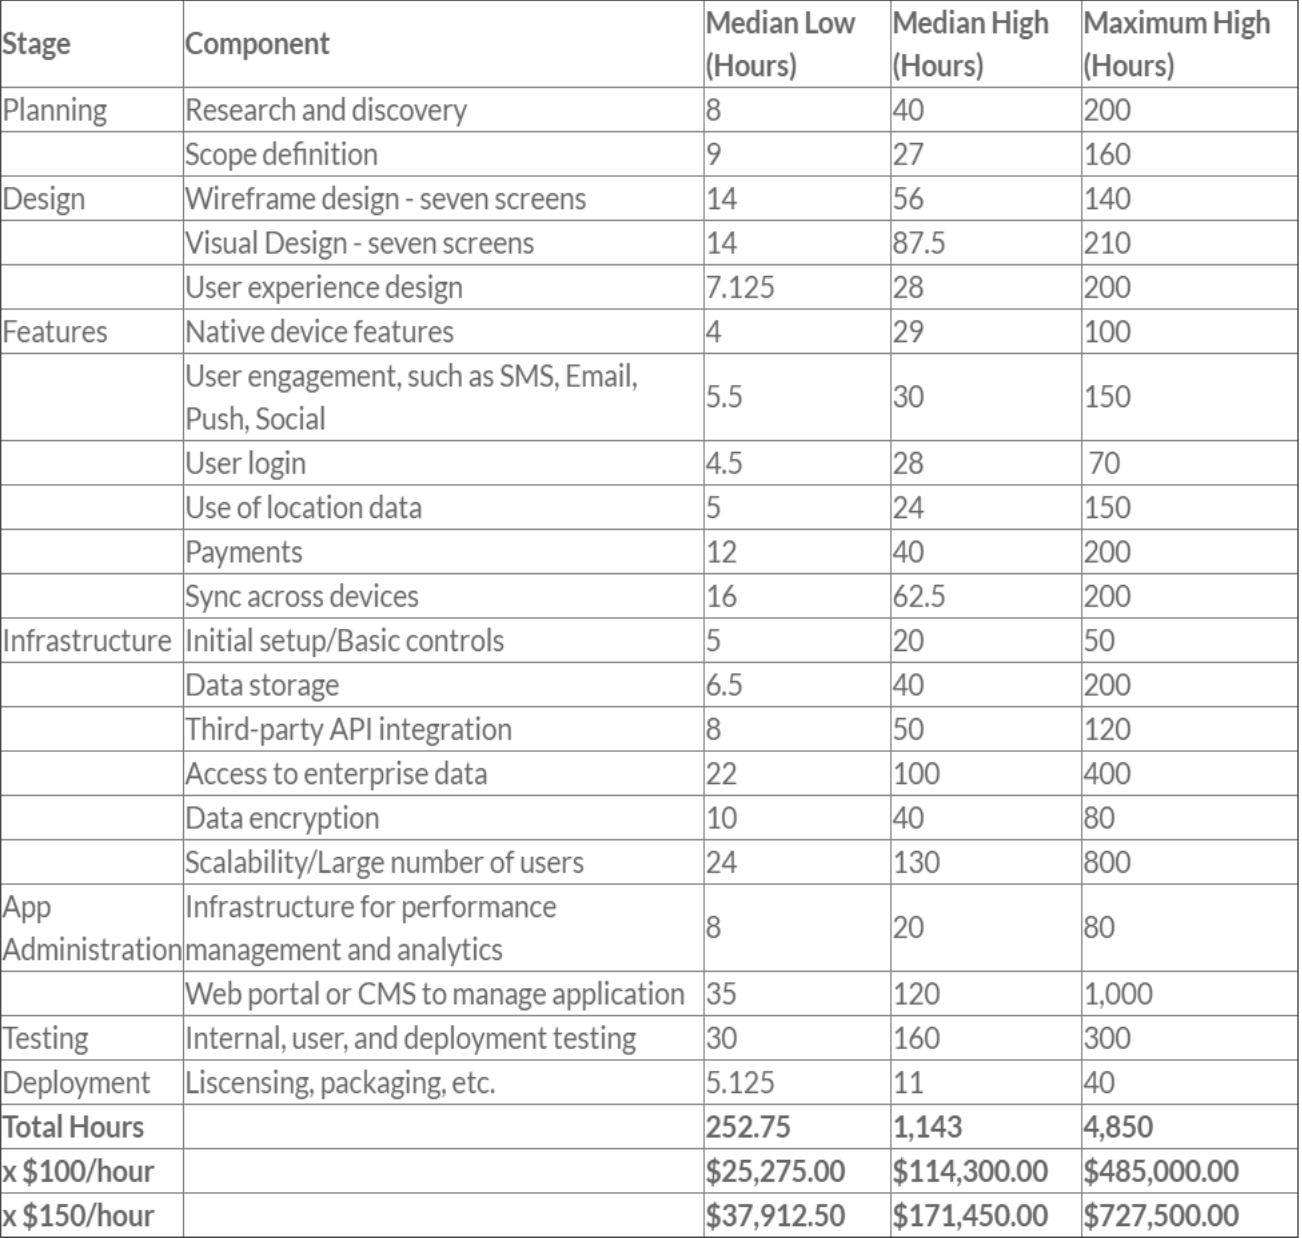 Stage Component Median Low (Hours) Median High (Hours) Maximum High (Hours)
Planning Research and discovery 8 40 200
Scope definition 9 27 160
Design Wireframe design - seven screens 14 56 140
Visual Design - seven screens 14 87.5 210
User experience design 7.125 28 200
Features Native device features 4 29 100
User engagement, such as SMS, Email,
Push, Social 5.5 30 150
User login 4.5 28 70
Use of location data 5 24 150
Payments 12 40 200
Sync across devices 16 62.5 200
Infrastructure Initial setup/Basic controls 5 20 50
Data storage 6.5 40 200
Third-party API integration 8 50 120
Access to enterprise data 22 100 400
Data encryption 10 40 80
Scalability/Large number of users 24 130 800
App Administration Infrastructure for performance
management and analytics 8 20 80
Web portal or CMS to manage application 35 120 1,000
Testing Internal, user, and deployment testing 30 160 300
Deployment Liscensing, packaging, etc. 5.125 11 40
Total Hours 252.75 1,143 4,850
x $100/hour $25,275.00 $114,300.00 $485,000.00
x $150/hour $37,912.50 $171,450.00 $727,500.00